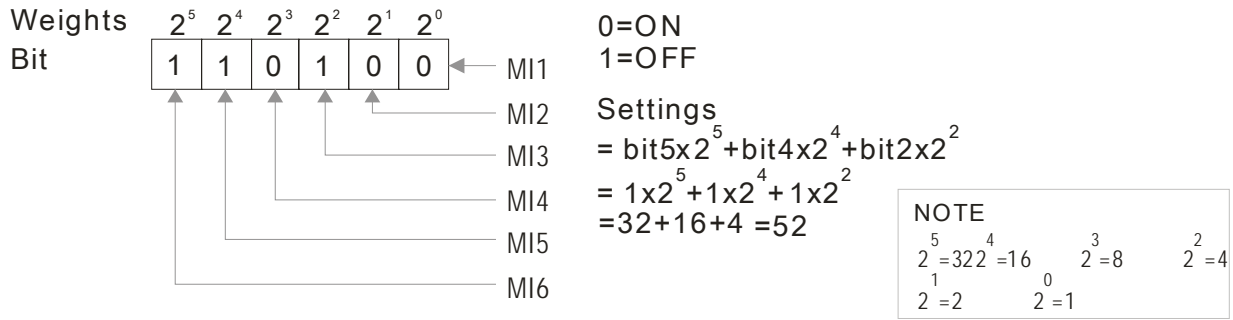 Weights 2⁵ 2⁴ 2³ 2² 2¹ 2⁰
Bit 1 1 0 1 0 0 MI1
MI2
MI3
MI4
MI5
MI6
0=ON
1=OFF
Settings
= bit5x2⁵+bit4x2⁴+bit2x2²
= 1x2⁵+1x2⁴+1x2²
=32+16+4 =52
NOTE
2⁵=32 2⁴=16 2³=8 2²=4
2¹=2 2⁰=1